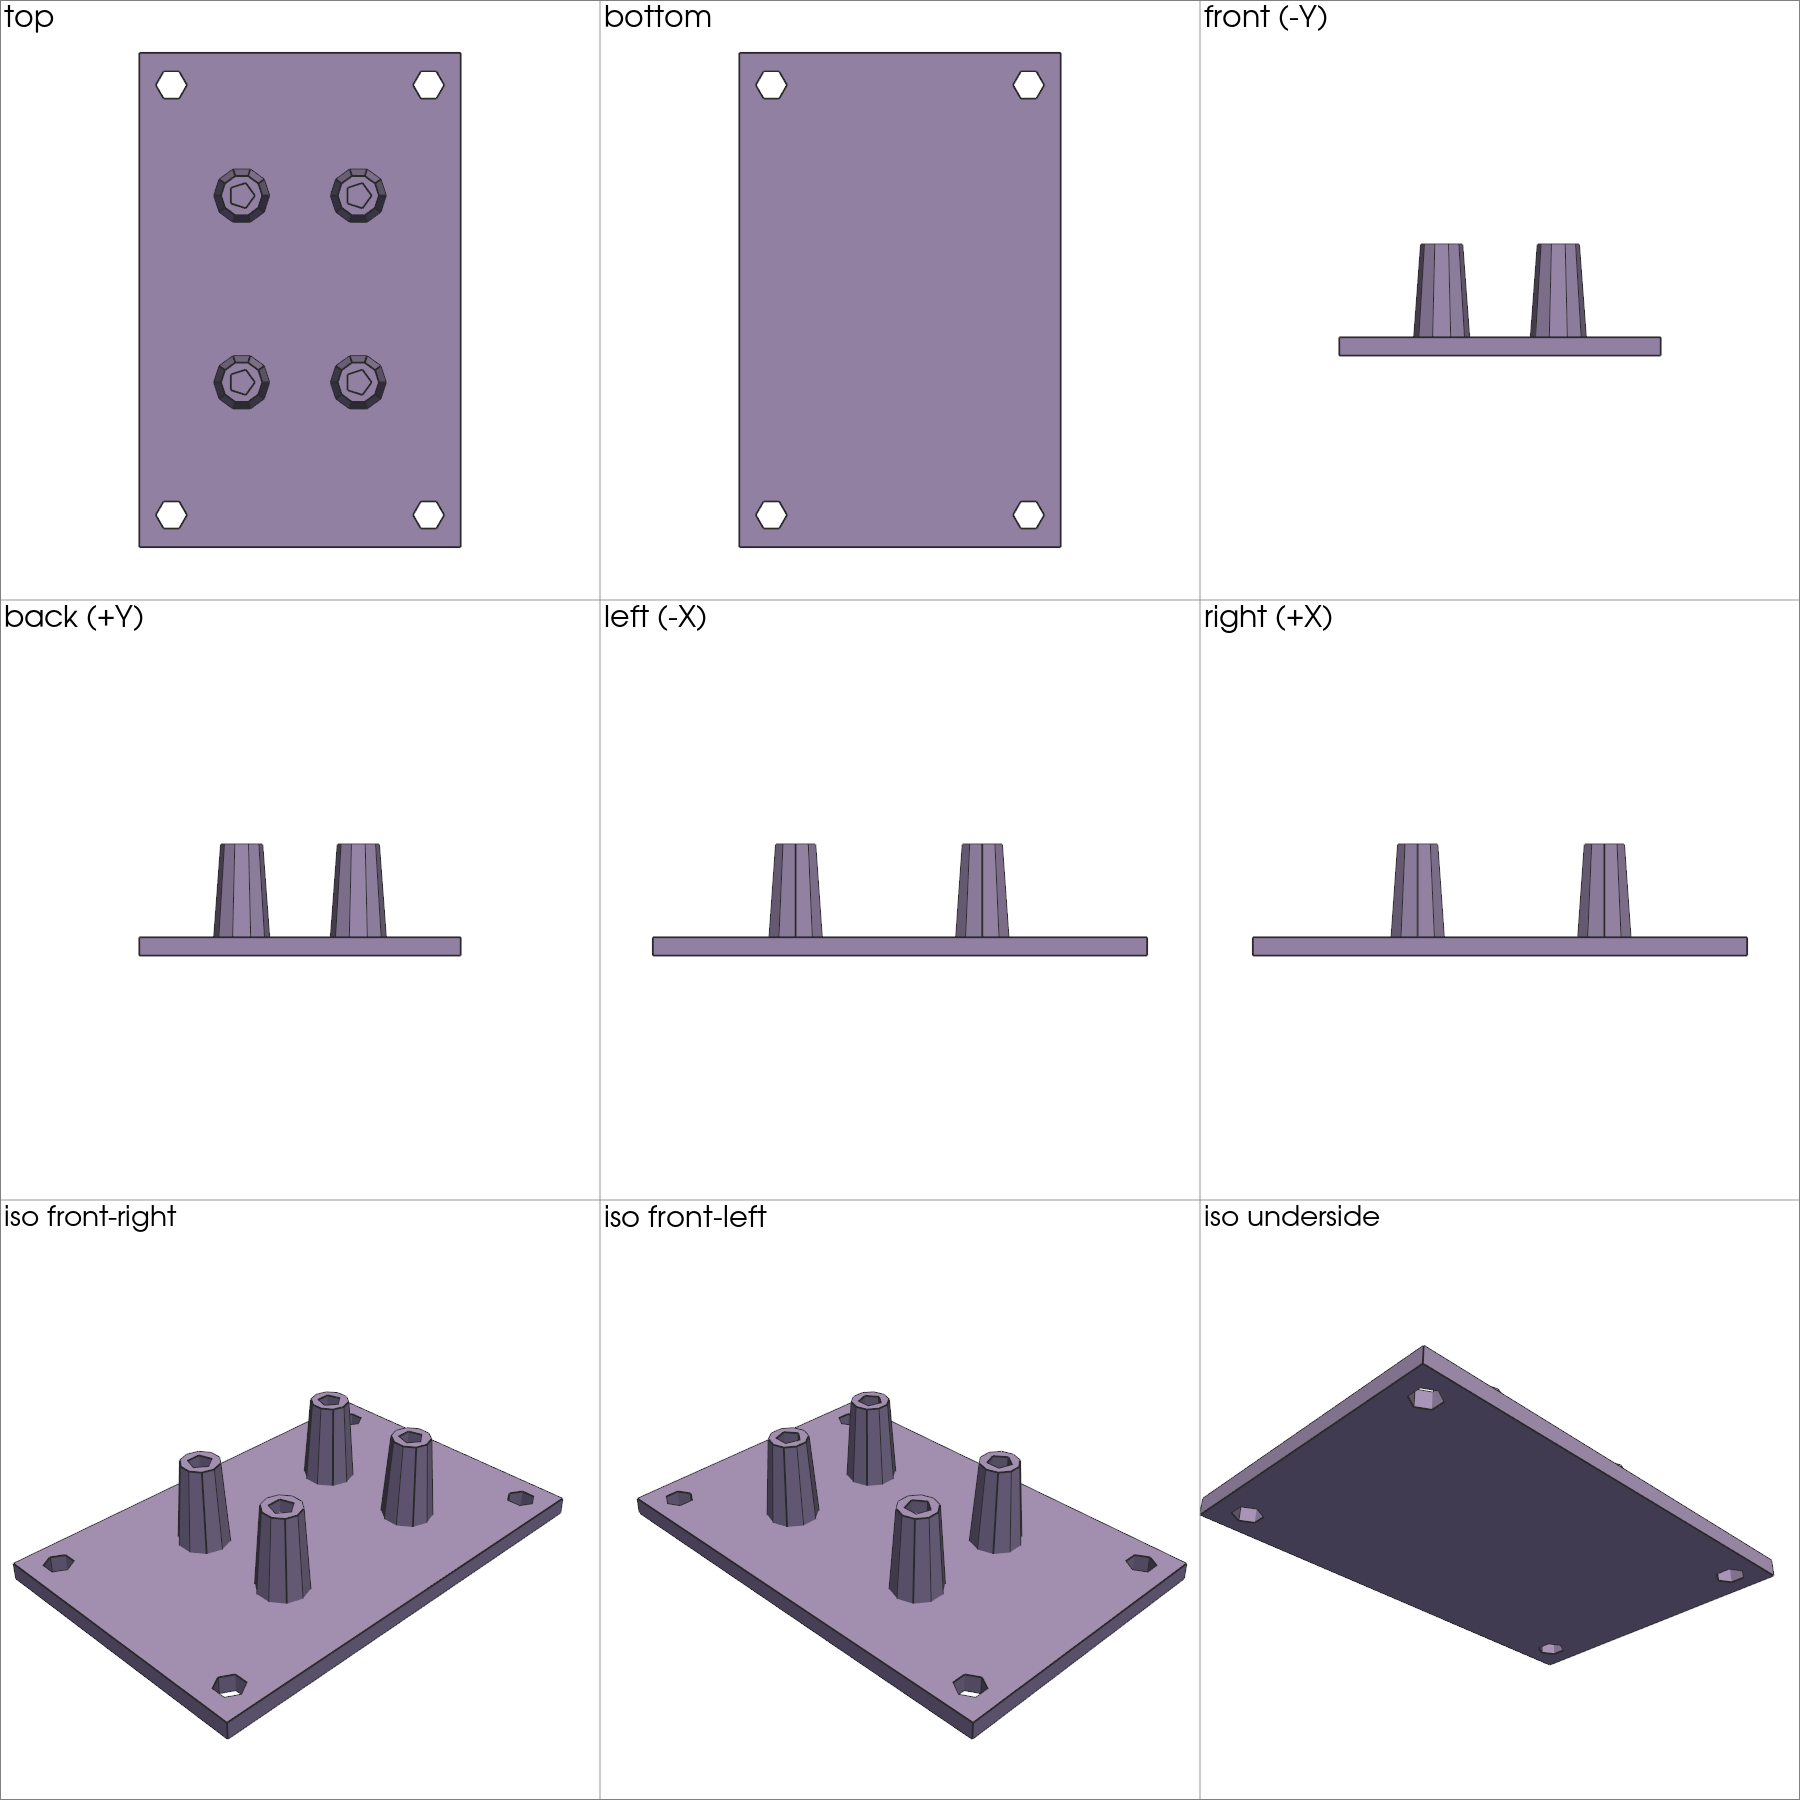 top
bottom
front (-Y)
back (+Y)
left (-X)
right (+X)
iso front-right
iso front-left
iso underside